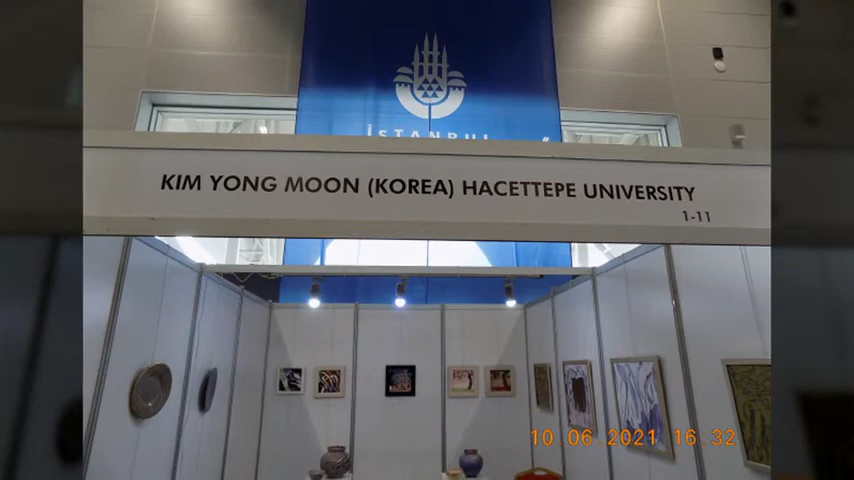 İSTANBUL
KIM YONG MOON (KOREA) HACETTEPE UNIVERSITY
1-11
10 06 2021 16 32